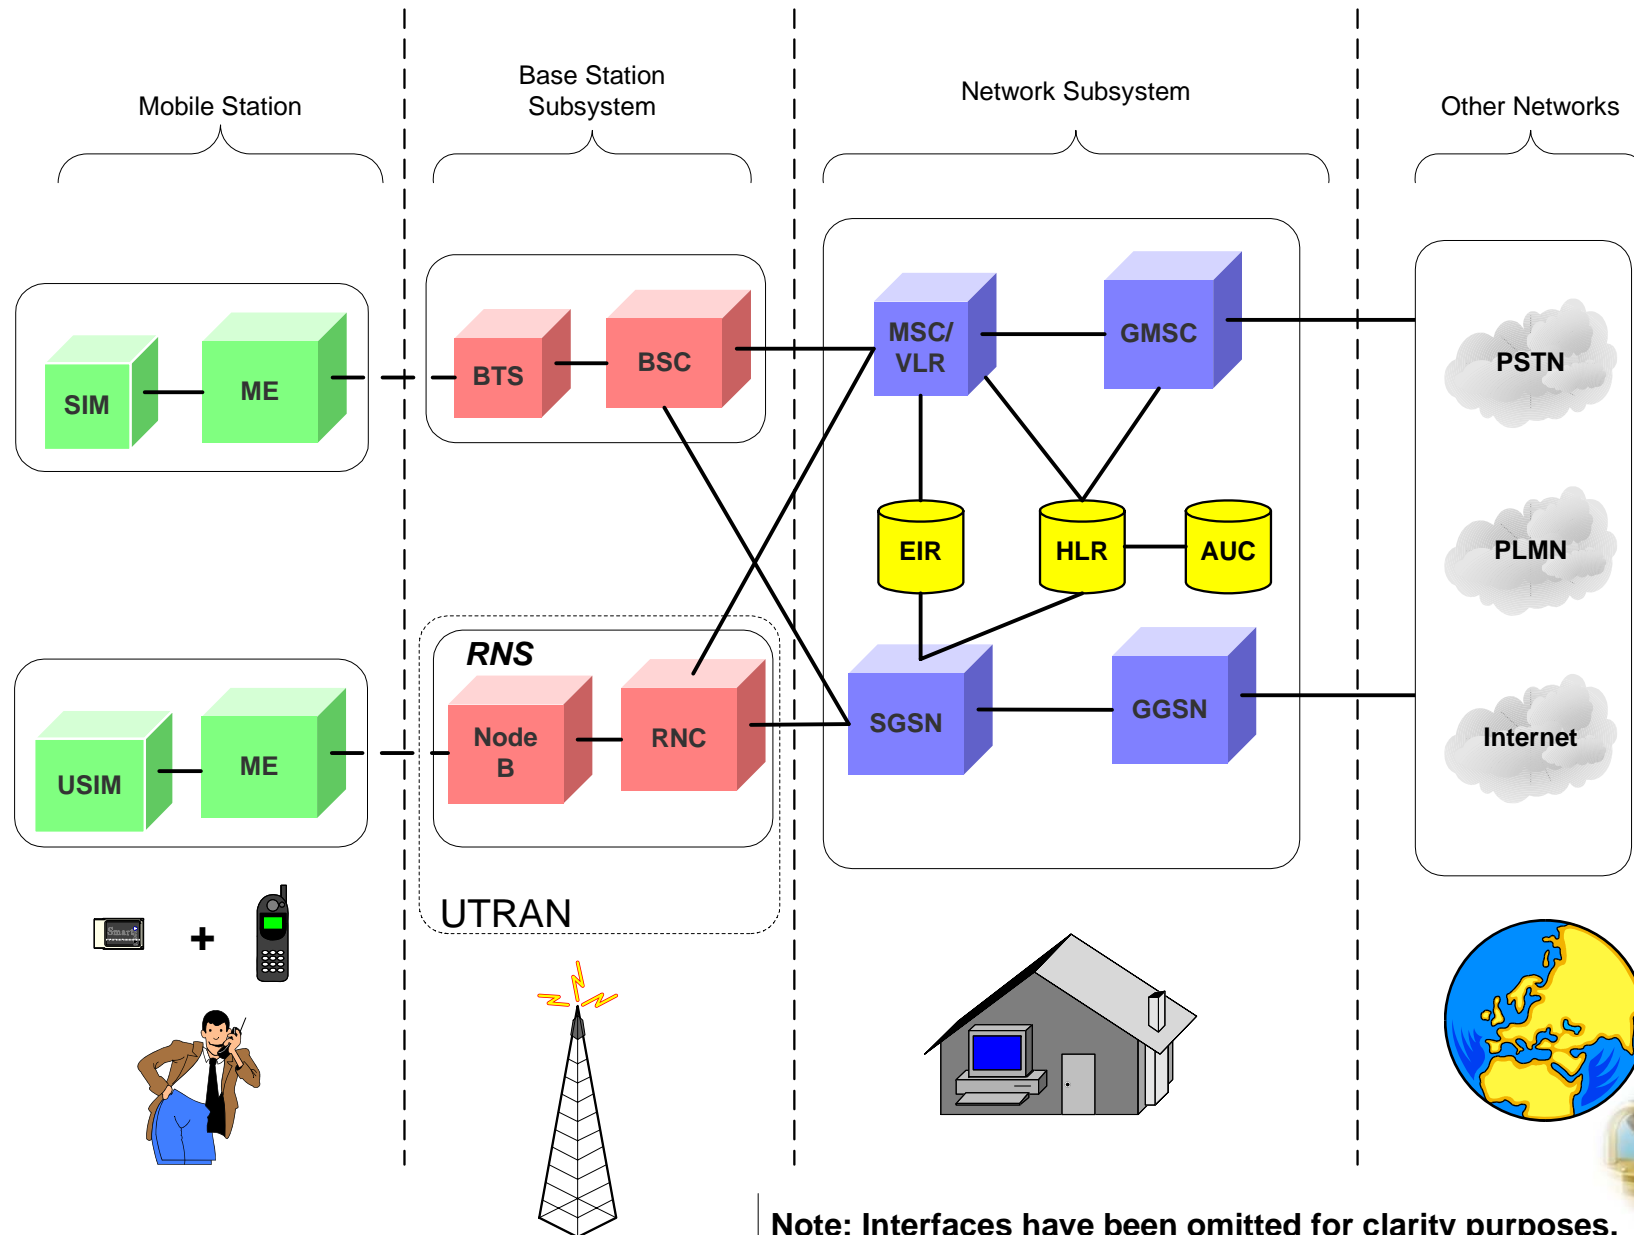 Mobile Station
Base Station
Subsystem
Network Subsystem
Other Networks
SIM
ME
BTS
BSC
MSC/
VLR
GMSC
PSTN
EIR
HLR
AUC
PLMN
RNS
USIM
ME
Node
B
RNC
SGSN
GGSN
Internet
UTRAN
Smart
+
Note: Interfaces have been omitted for clarity purposes.